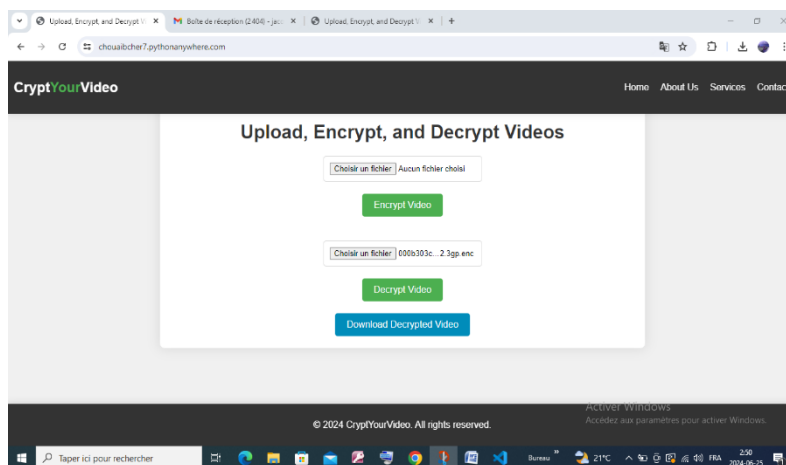 Upload, Encrypt, and Decrypt V
Boîte de réception (2 404) - jac
Upload, Encrypt, and Decrypt V
chouaibcher7.pythonanywhere.com
CryptYourVideo
Home About Us Services Contac
Upload, Encrypt, and Decrypt Videos
Choisir un fichier Aucun fichier choisi
Encrypt Video
Choisir un fichier 000b303c...2.3gp.enc
Decrypt Video
Download Decrypted Video
Activer Windows
Accédez aux paramètres pour activer Windows.
© 2024 CryptYourVideo. All rights reserved.
Taper ici pour rechercher
Bureau
21°C
FRA
2:50
2024-06-25